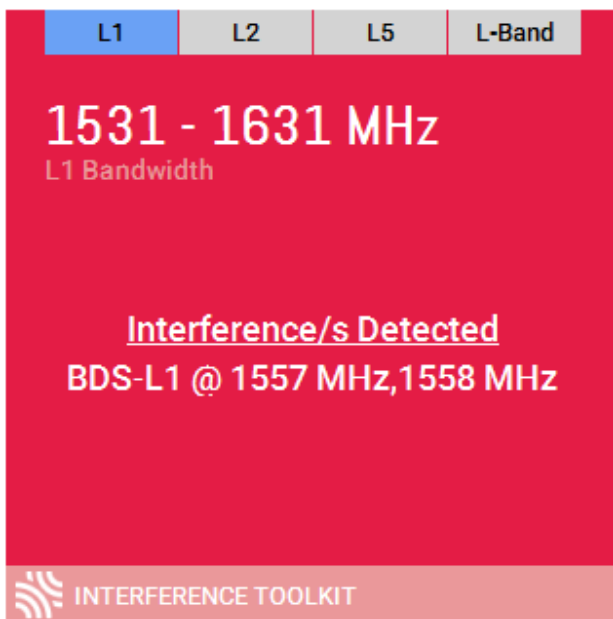 L1 L2 L5 L-Band
1531 - 1631 MHz
L1 Bandwidth
Interference/s Detected
BDS-L1 @ 1557 MHz,1558 MHz
INTERFERENCE TOOLKIT